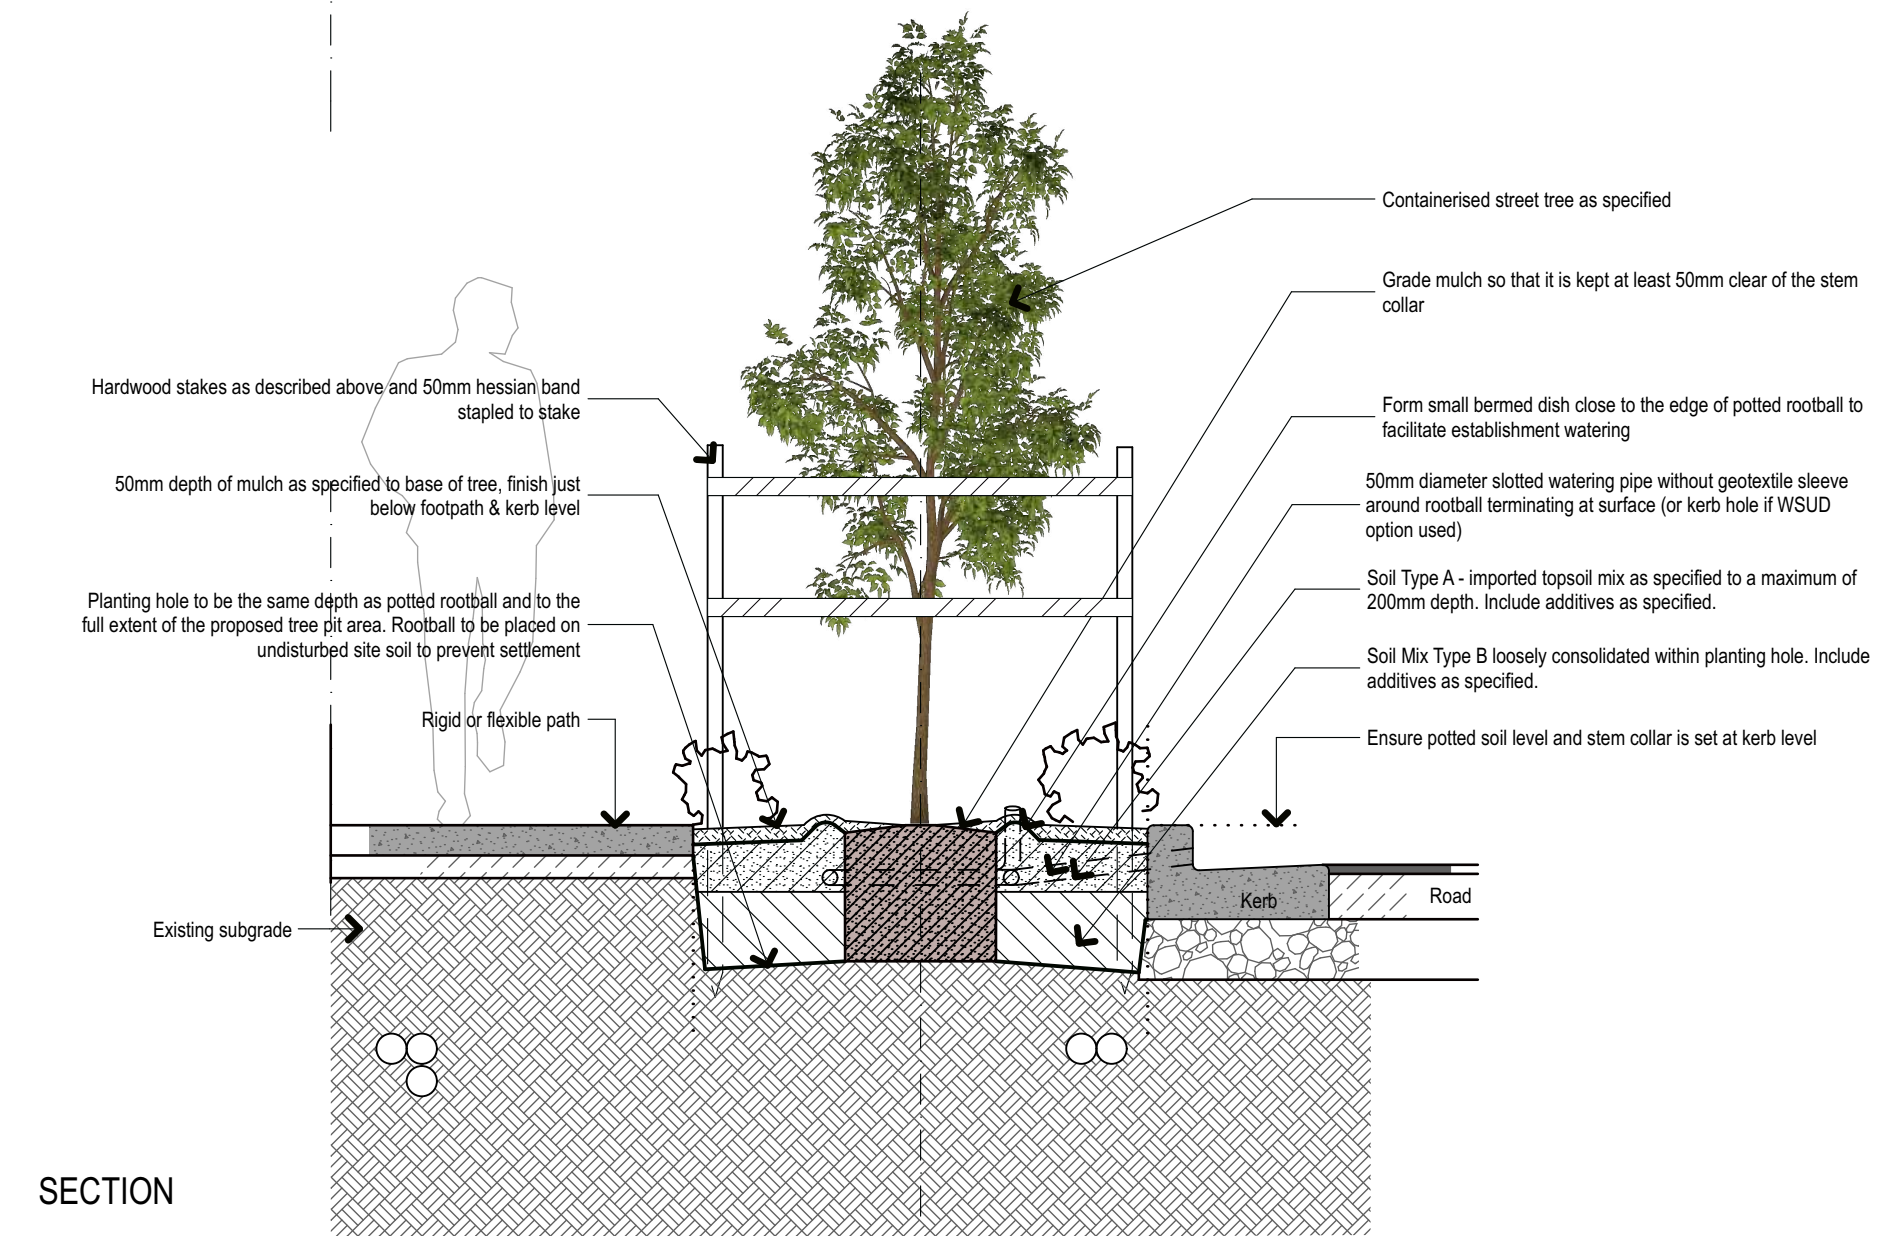 Containerised street tree as specified
Grade mulch so that it is kept at least 50mm clear of the stem
collar
Form small bermed dish close to the edge of potted rootball to
facilitate establishment watering
50mm diameter slotted watering pipe without geotextile sleeve
around rootball terminating at surface (or kerb hole if WSUD
option used)
Soil Type A - imported topsoil mix as specified to a maximum of
200mm depth. Include additives as specified.
Soil Mix Type B loosely consolidated within planting hole. Include
additives as specified.
Ensure potted soil level and stem collar is set at kerb level
Hardwood stakes as described above and 50mm hessian band
stapled to stake
50mm depth of mulch as specified to base of tree, finish just
below footpath & kerb level
Planting hole to be the same depth as potted rootball and to the
full extent of the proposed tree pit area. Rootball to be placed on
undisturbed site soil to prevent settlement
Rigid or flexible path
Existing subgrade
Kerb
Road
SECTION